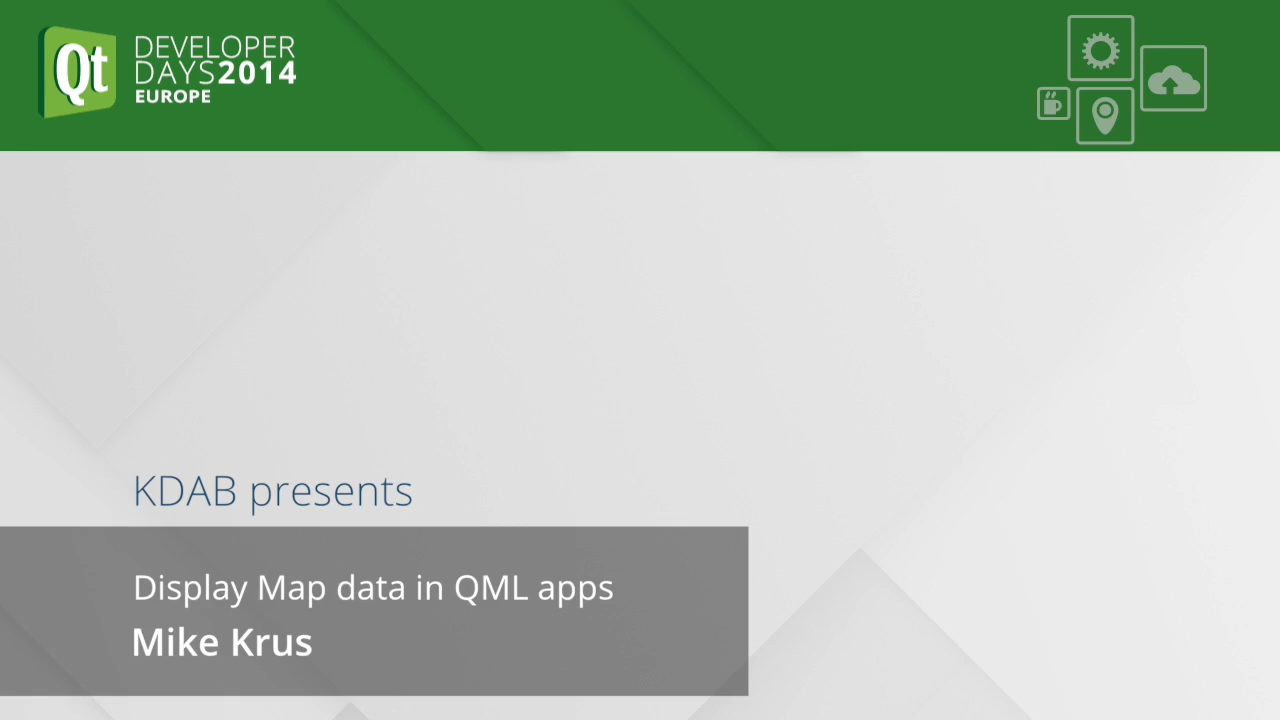 Qt
DEVELOPER
DAYS2014
EUROPE
KDAB presents
Display Map data in QML apps
Mike Krus